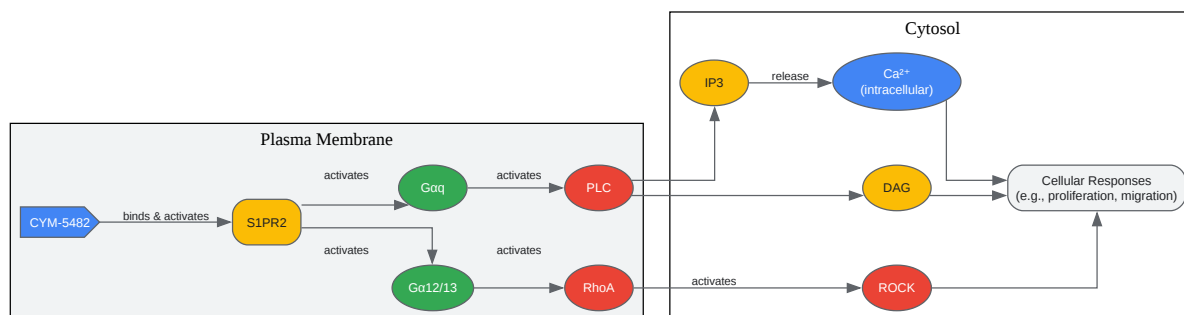 Cytosol
IP3
release
Ca²⁺
(intracellular)
Plasma Membrane
activates
Gαq
activates
PLC
DAG
Cellular Responses
(e.g., proliferation, migration)
CYM-5482
binds & activates
S1PR2
activates
Gα12/13
activates
RhoA
activates
ROCK